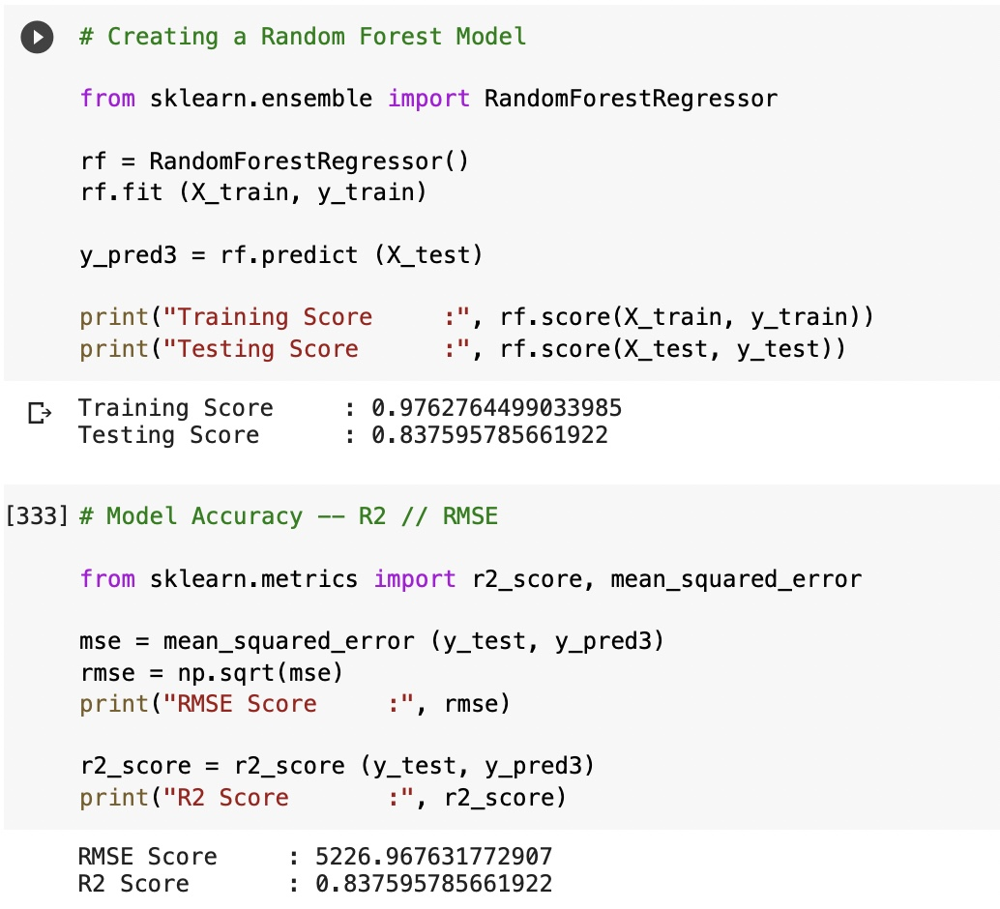 # Creating a Random Forest Model
from sklearn.ensemble import RandomForestRegressor
rf = RandomForestRegressor()
rf.fit (X_train, y_train)
y_pred3 = rf.predict (X_test)
print("Training Score     :", rf.score(X_train, y_train))
print("Testing Score      :", rf.score(X_test, y_test))
Training Score     : 0.9762764499033985
Testing Score      : 0.837595785661922
[333] # Model Accuracy -- R2 // RMSE
from sklearn.metrics import r2_score, mean_squared_error
mse = mean_squared_error (y_test, y_pred3)
rmse = np.sqrt(mse)
print("RMSE Score     :", rmse)
r2_score = r2_score (y_test, y_pred3)
print("R2 Score       :", r2_score)
RMSE Score     : 5226.967631772907
R2 Score       : 0.837595785661922